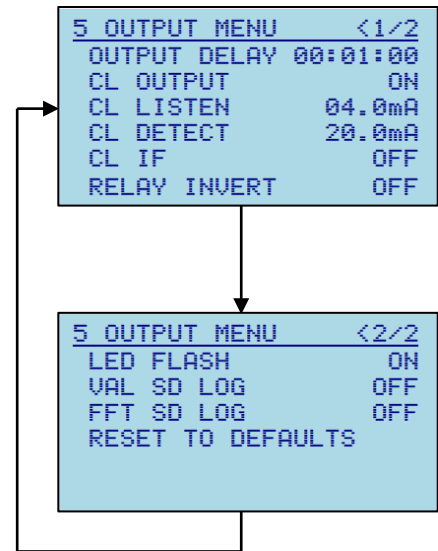 5 OUTPUT MENU <1/2
OUTPUT DELAY 00:01:00
CL OUTPUT ON
CL LISTEN 04.0mA
CL DETECT 20.0mA
CL IF OFF
RELAY INVERT OFF
5 OUTPUT MENU <2/2
LED FLASH ON
VAL SD LOG OFF
FFT SD LOG OFF
RESET TO DEFAULTS